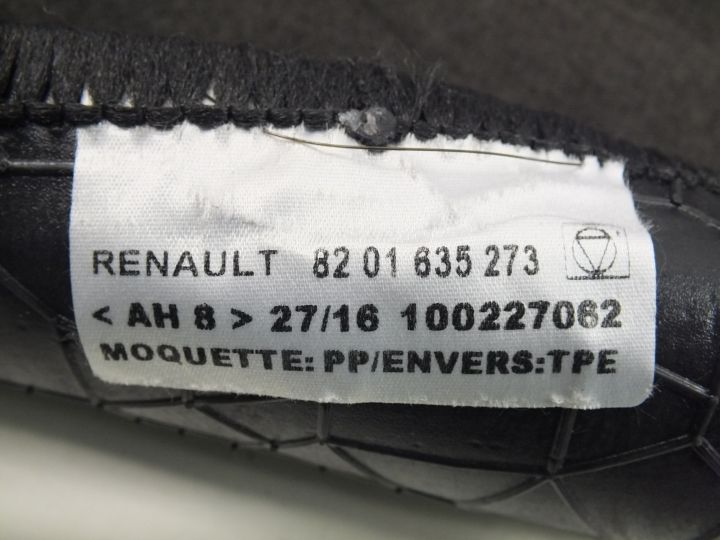 RENAULT 82 01 635 273
< AH 8 > 27/16 100227062
MOQUETTE: PP/ENVERS:TPE